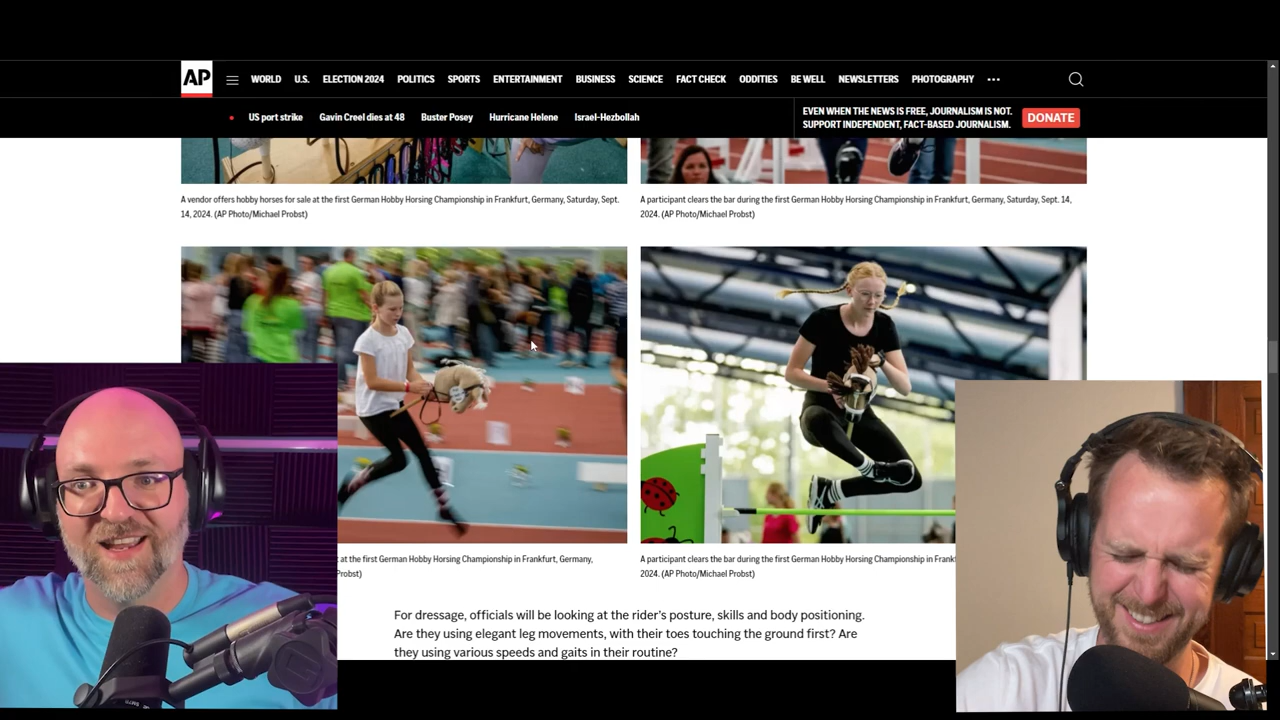 AP
WORLD U.S. ELECTION 2024 POLITICS SPORTS ENTERTAINMENT BUSINESS SCIENCE FACT CHECK ODDITIES BE WELL NEWSLETTERS PHOTOGRAPHY
US port strike Gavin Creel dies at 48 Buster Posey Hurricane Helene Israel-Hezbollah
EVEN WHEN THE NEWS IS FREE, JOURNALISM IS NOT.
SUPPORT INDEPENDENT, FACT-BASED JOURNALISM.
DONATE
A vendor offers hobby horses for sale at the first German Hobby Horsing Championship in Frankfurt, Germany, Saturday, Sept.
14, 2024. (AP Photo/Michael Probst)
A participant clears the bar during the first German Hobby Horsing Championship in Frankfurt, Germany, Saturday, Sept. 14,
2024. (AP Photo/Michael Probst)
at the first German Hobby Horsing Championship in Frankfurt, Germany,
Probst)
A participant clears the bar during the first German Hobby Horsing Championship in Frank
2024. (AP Photo/Michael Probst)
For dressage, officials will be looking at the rider's posture, skills and body positioning.
Are they using elegant leg movements, with their toes touching the ground first? Are
they using various speeds and gaits in their routine?